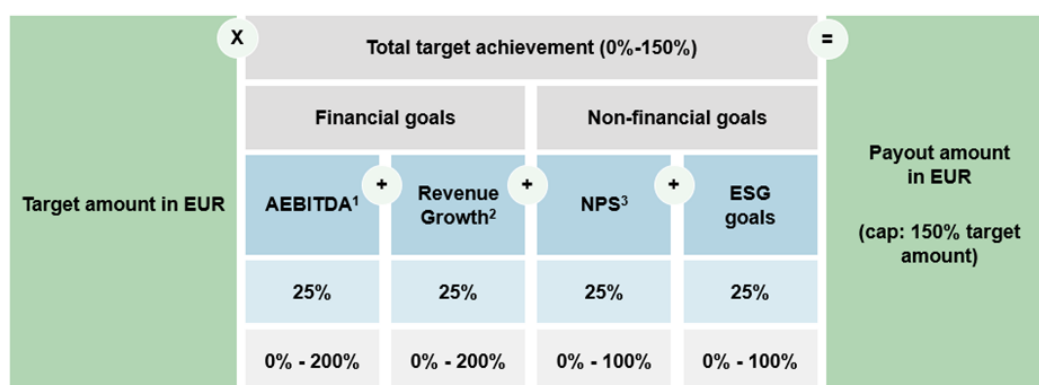 X
Total target achievement (0%-150%)
=
Financial goals
Non-financial goals
Target amount in EUR
AEBITDA¹
+
Revenue
Growth²
+
NPS³
+
ESG
goals
Payout amount
in EUR
(cap: 150% target
amount)
25%
25%
25%
25%
0% - 200%
0% - 200%
0% - 100%
0% - 100%